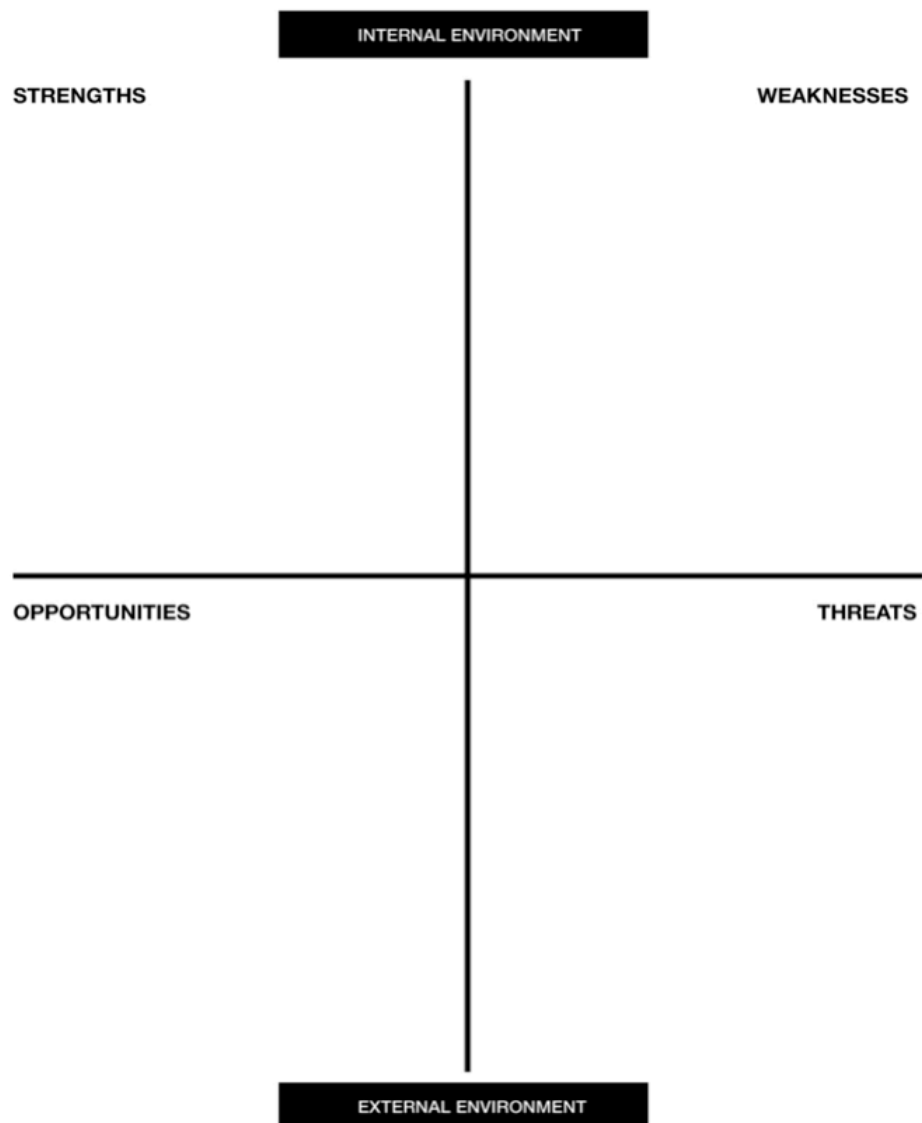 INTERNAL ENVIRONMENT
STRENGTHS
WEAKNESSES
OPPORTUNITIES
THREATS
EXTERNAL ENVIRONMENT